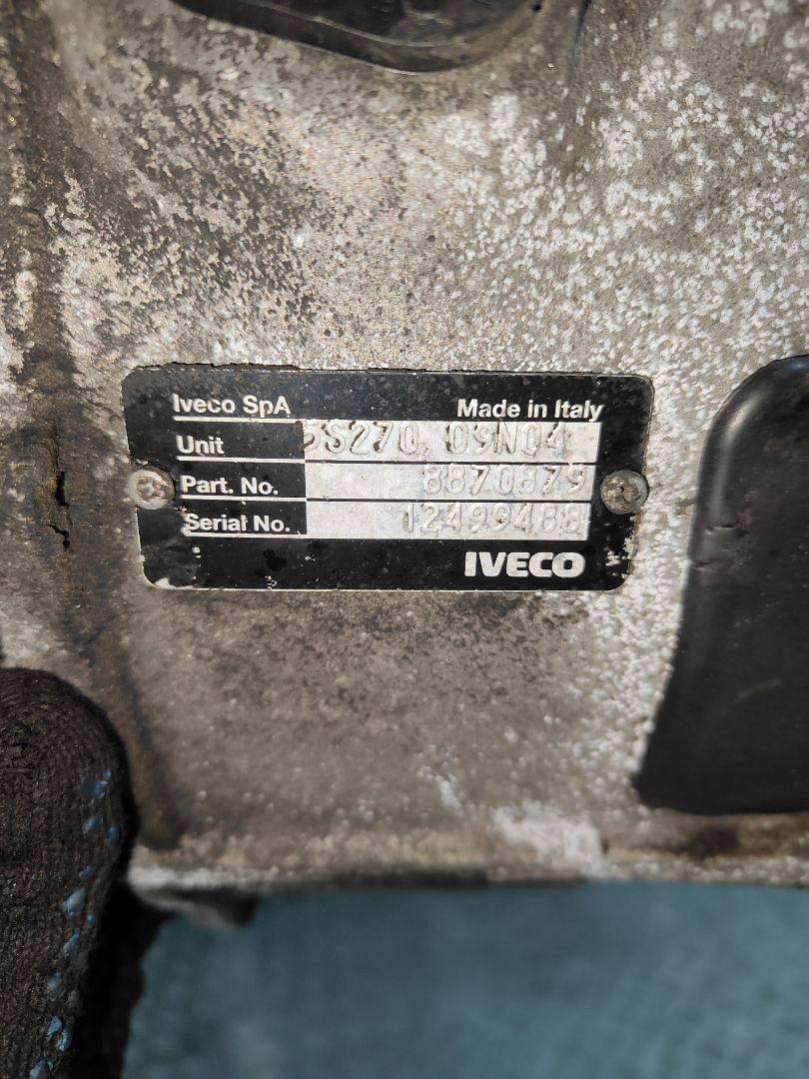 Iveco SpA Made in Italy
Unit 5S270 09N04
Part. No. 8870879
Serial No. 12499488
IVECO